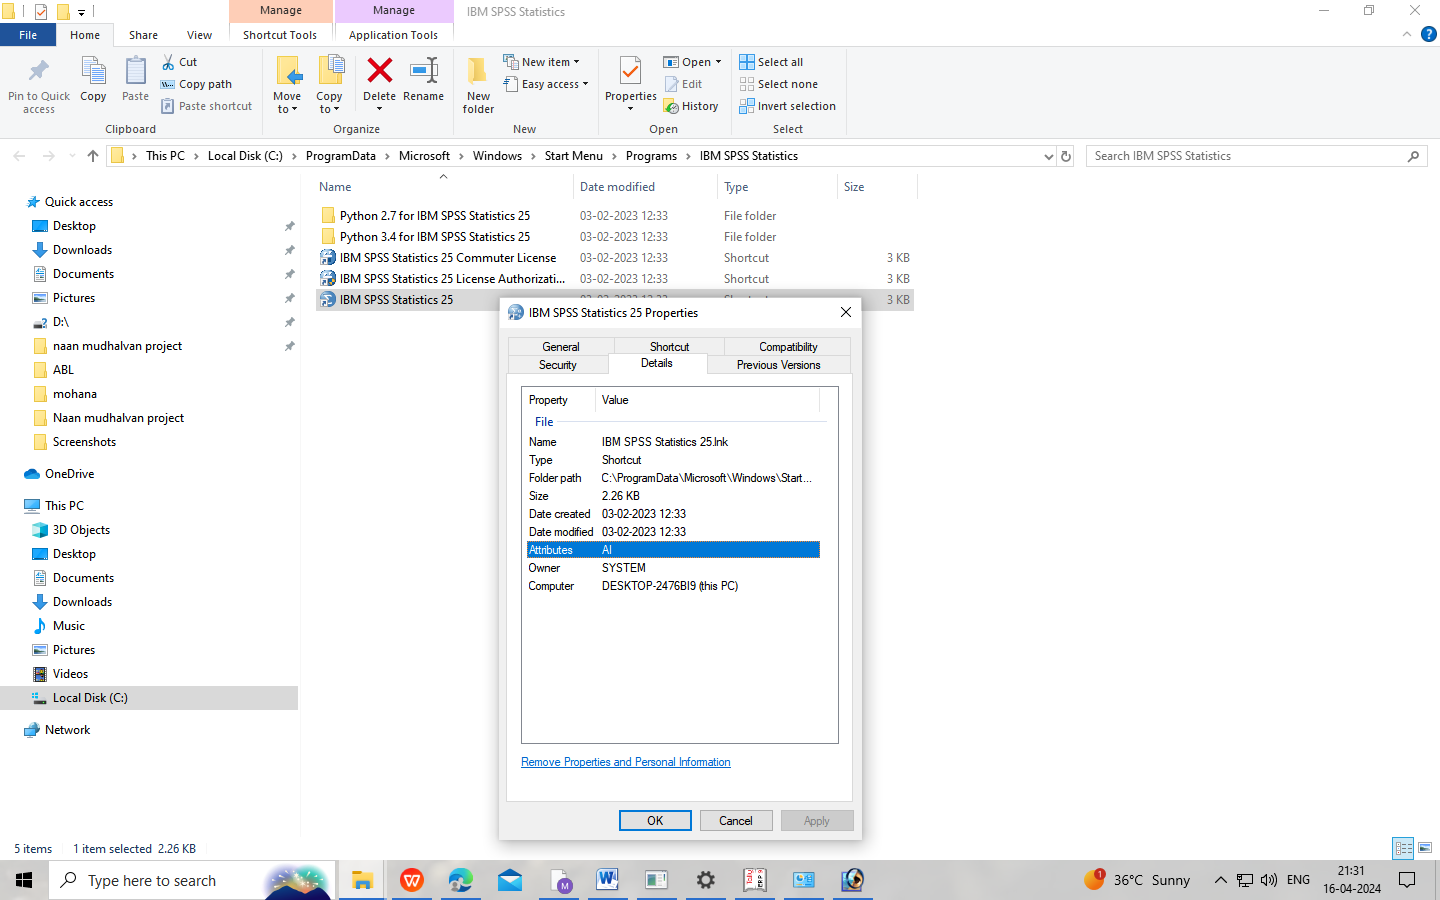 Manage
Manage
IBM SPSS Statistics
File
Home
Share
View
Shortcut Tools
Application Tools
Pin to Quick access
Copy
Paste
Cut
Copy path
Paste shortcut
Clipboard
Move to
Copy to
Delete
Rename
Organize
New folder
New item
Easy access
New
Properties
Open
Edit
History
Open
Select all
Select none
Invert selection
Select
This PC > Local Disk (C:) > ProgramData > Microsoft > Windows > Start Menu > Programs > IBM SPSS Statistics
Search IBM SPSS Statistics
Name Date modified Type Size
Python 2.7 for IBM SPSS Statistics 25 03-02-2023 12:33 File folder
Python 3.4 for IBM SPSS Statistics 25 03-02-2023 12:33 File folder
IBM SPSS Statistics 25 Commuter License 03-02-2023 12:33 Shortcut 3 KB
IBM SPSS Statistics 25 License Authorizati... 03-02-2023 12:33 Shortcut 3 KB
IBM SPSS Statistics 25 3 KB
Quick access
Desktop
Downloads
Documents
Pictures
D:\
naan mudhalvan project
ABL
mohana
Naan mudhalvan project
Screenshots
OneDrive
This PC
3D Objects
Desktop
Documents
Downloads
Music
Pictures
Videos
Local Disk (C:)
Network
IBM SPSS Statistics 25 Properties
General Shortcut Compatibility
Security Details Previous Versions
Property Value
File
Name IBM SPSS Statistics 25.lnk
Type Shortcut
Folder path C:\ProgramData\Microsoft\Windows\Start...
Size 2.26 KB
Date created 03-02-2023 12:33
Date modified 03-02-2023 12:33
Attributes AI
Owner SYSTEM
Computer DESKTOP-2476BI9 (this PC)
Remove Properties and Personal Information
OK Cancel Apply
5 items 1 item selected 2.26 KB
Type here to search
1
36°C Sunny
ENG
21:31
16-04-2024